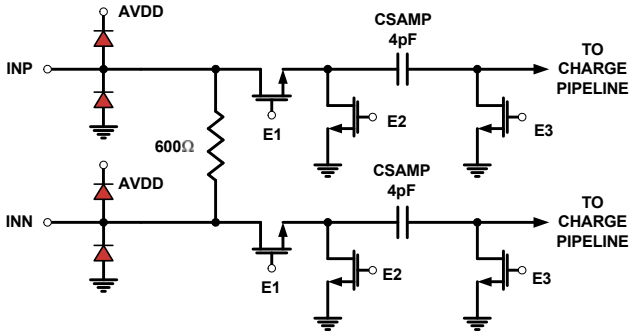 AVDD
CSAMP
4pF
TO
CHARGE
PIPELINE
INP
E1
E2
E3
600Ω
CSAMP
4pF
AVDD
TO
CHARGE
PIPELINE
INN
E1
E2
E3